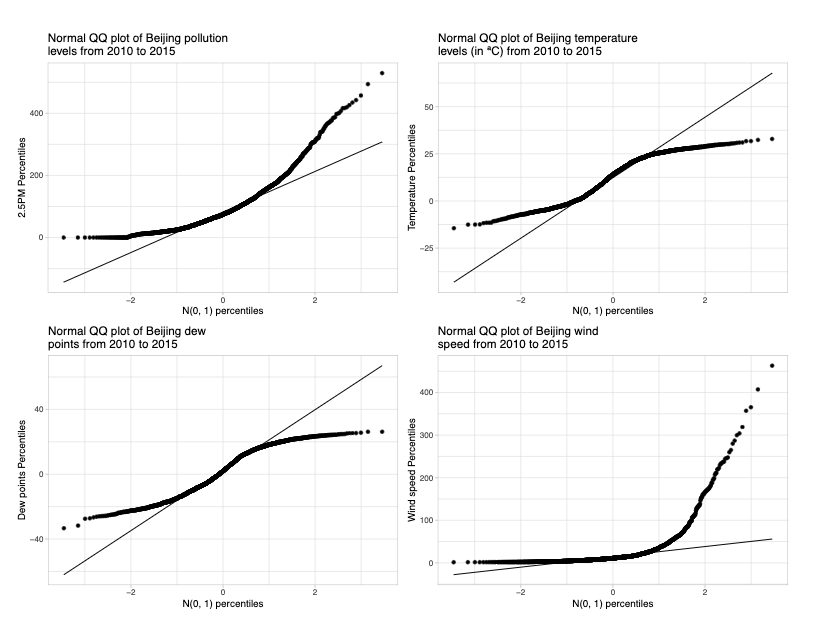 Normal QQ plot of Beijing pollution
levels from 2010 to 2015
2.5PM Percentiles
400
200
0
−2
0
2
N(0, 1) percentiles
Normal QQ plot of Beijing temperature
levels (in ªC) from 2010 to 2015
Temperature Percentiles
50
25
0
−25
−2
0
2
N(0, 1) percentiles
Normal QQ plot of Beijing dew
points from 2010 to 2015
Dew points Percentiles
40
0
−40
−2
0
2
N(0, 1) percentiles
Normal QQ plot of Beijing wind
speed from 2010 to 2015
Wind speed Percentiles
400
300
200
100
0
−2
0
2
N(0, 1) percentiles